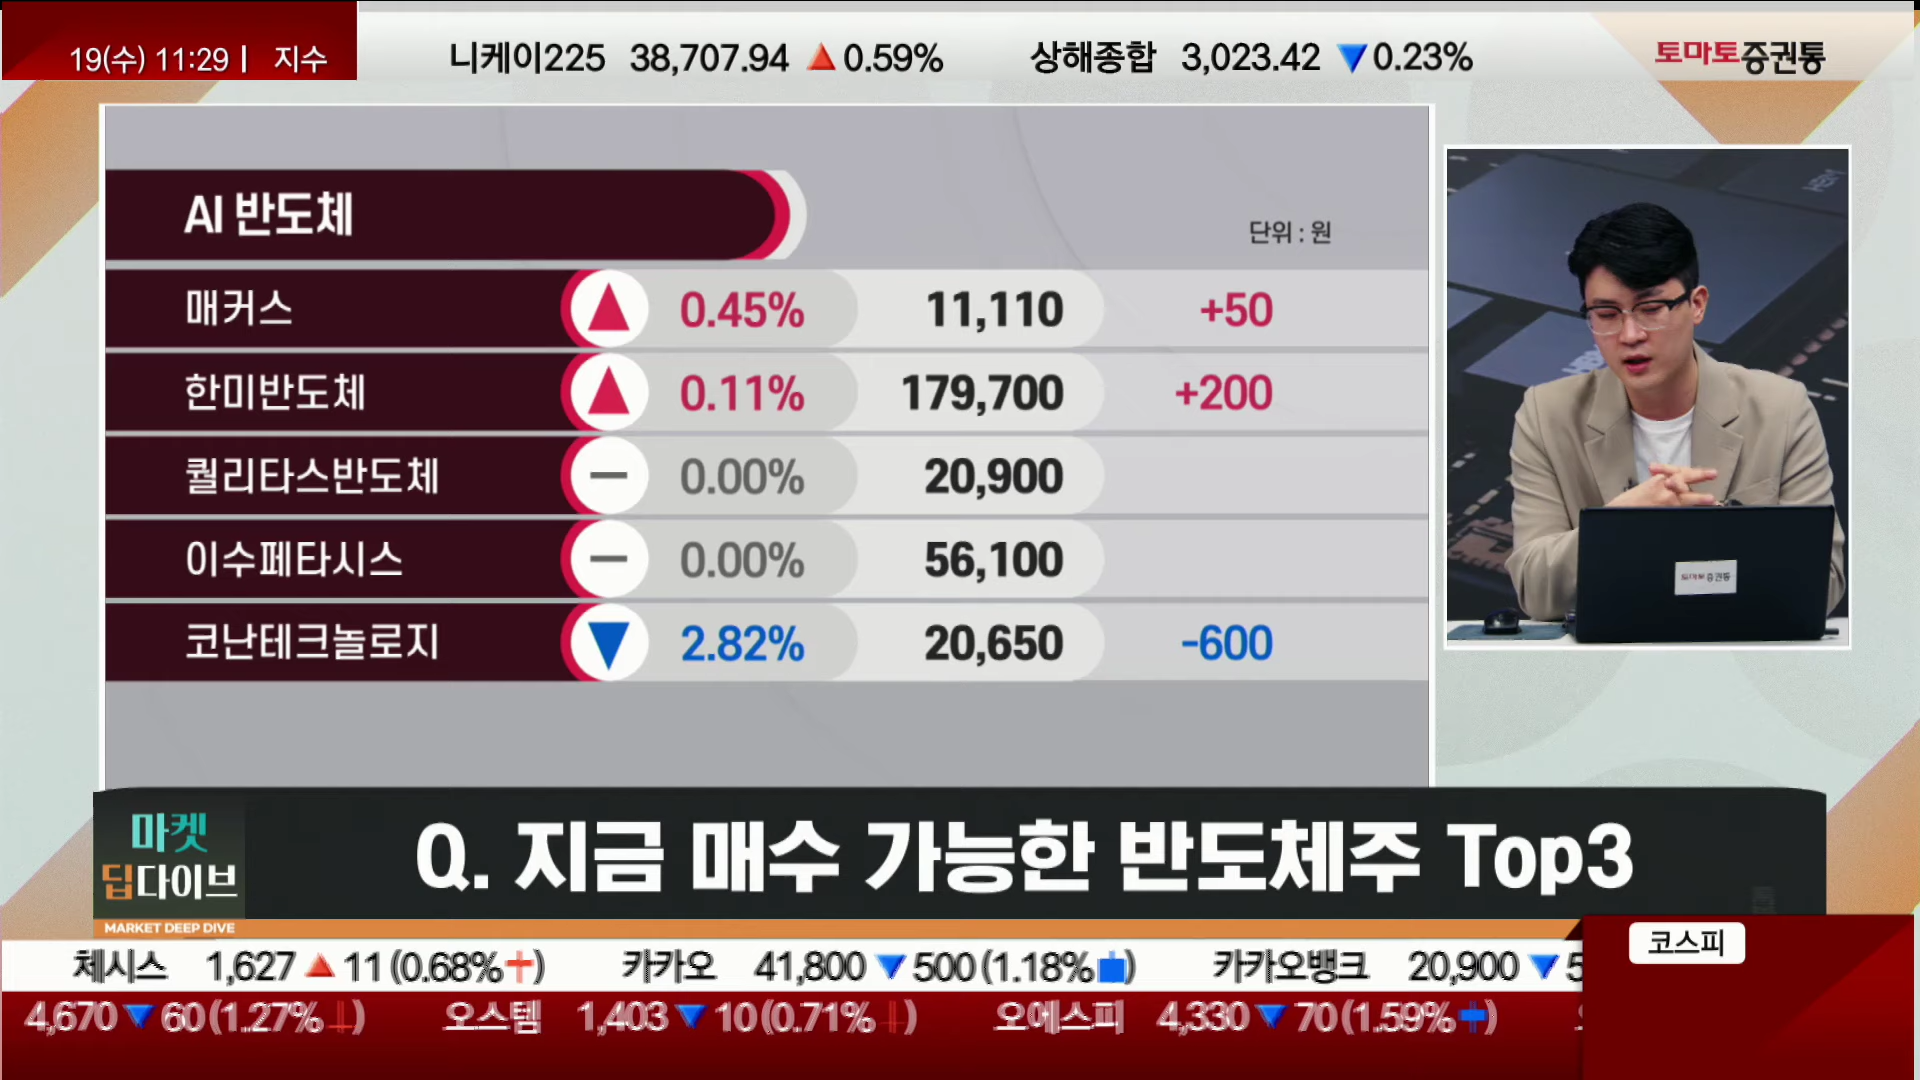 19(수) 11:29 | 지수
니케이225 38,707.94 ▲ 0.59% 상해종합 3,023.42 ▼ 0.23%
토마토증권통
AI 반도체
단위 : 원
매커스 ▲ 0.45% 11,110 +50
한미반도체 ▲ 0.11% 179,700 +200
퀄리타스반도체 – 0.00% 20,900
이수페타시스 – 0.00% 56,100
코난테크놀로지 ▼ 2.82% 20,650 -600
HBM
토마토증권통
마켓
딥다이브
MARKET DEEP DIVE
Q. 지금 매수 가능한 반도체주 Top3
체시스 1,627 ▲ 11 (0.68%) 카카오 41,800 ▼ 500 (1.18%) 카카오뱅크 20,900 ▼ 5
코스피
4,670 ▼ 60 (1.27%) 오스템 1,403 ▼ 10 (0.71%) 오에스피 4,330 ▼ 70 (1.59%)